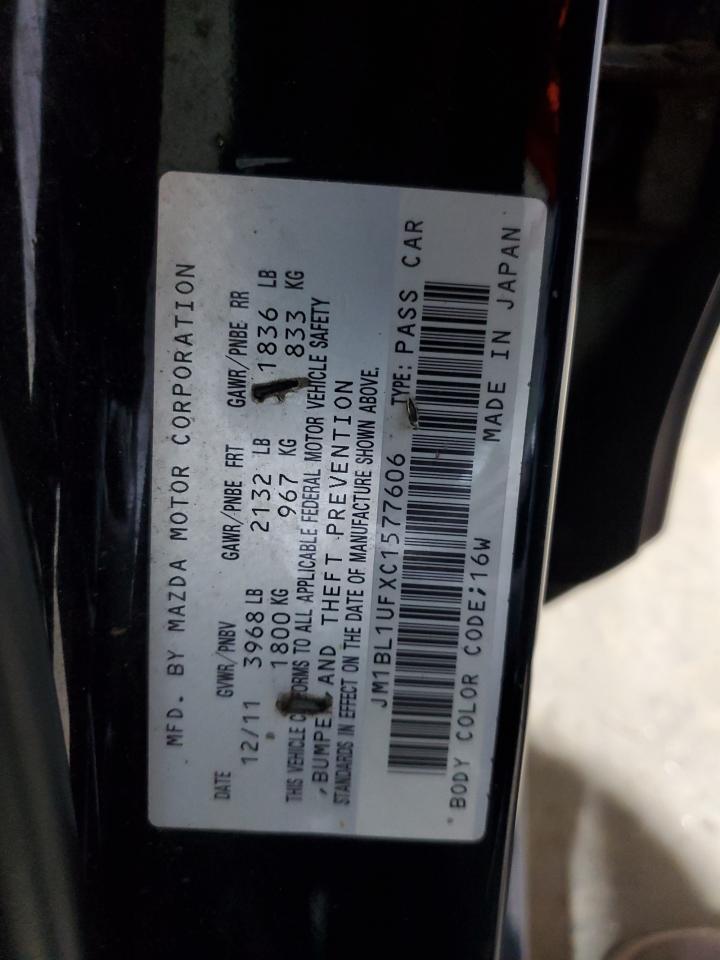 MFD. BY MAZDA MOTOR CORPORATION
DATE GVWR/PNBV GAWR/PNBE FRT GAWR/PNBE RR
12/11 3968 LB 2132 LB 1836 LB
1800 KG 967 KG 833 KG
THIS VEHICLE TO ALL APPLICABLE FEDERAL MOTOR VEHICLE SAFETY
, AND THEFT PREVENTION
STANDARDS IN EFFECT ON THE DATE OF MANUFACTURE SHOWN ABOVE.
JM1BL1UFXC1577606 TYPE: PASS CAR
BODY COLOR CODE;16W MADE IN JAPAN